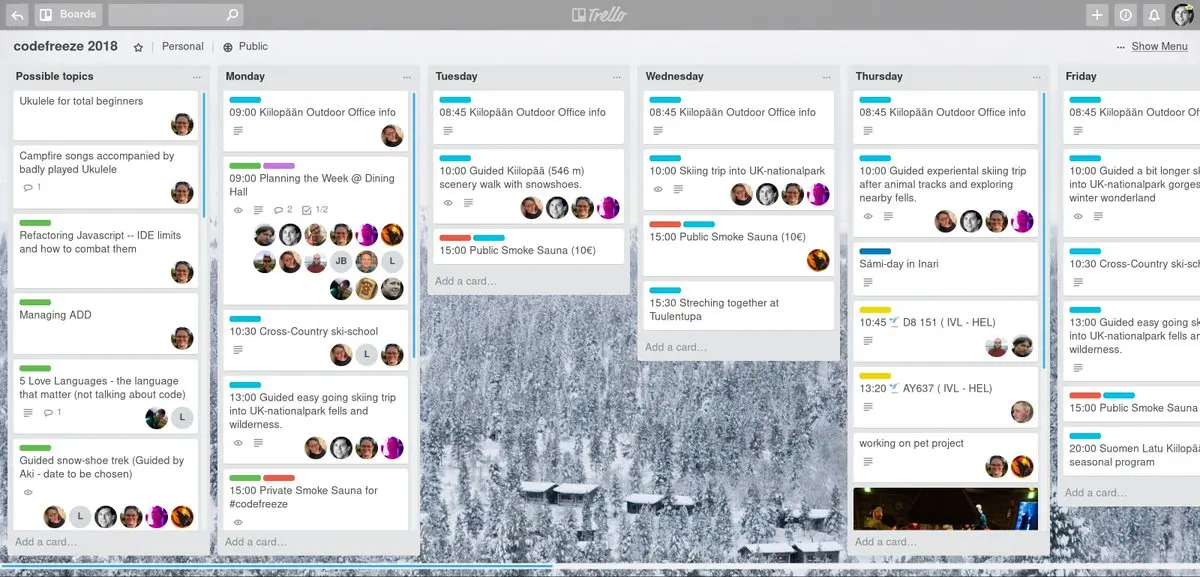 Boards
Trello
codefreeze 2018
Personal
Public
... Show Menu
Possible topics
Ukulele for total beginners
Campfire songs accompanied by
badly played Ukulele
1
Refactoring Javascript -- IDE limits
and how to combat them
Managing ADD
5 Love Languages - the language
that matter (not talking about code)
1
L
Guided snow-shoe trek (Guided by
Aki - date to be chosen)
L
Add a card…
Monday
09:00 Kiilopään Outdoor Office info
09:00 Planning the Week @ Dining
Hall
2 1/2
JB L
10:30 Cross-Country ski-school
L
13:00 Guided easy going skiing trip
into UK-nationalpark fells and
wilderness.
15:00 Private Smoke Sauna for
#codefreeze
Add a card…
Tuesday
08:45 Kiilopään Outdoor Office info
10:00 Guided Kiilopää (546 m)
scenery walk with snowshoes.
15:00 Public Smoke Sauna (10€)
Add a card…
Wednesday
08:45 Kiilopään Outdoor Office info
10:00 Skiing trip into UK-nationalpark
15:00 Public Smoke Sauna (10€)
15:30 Streching together at
Tuulentupa
Add a card…
Thursday
08:45 Kiilopään Outdoor Office info
10:00 Guided experiental skiing trip
after animal tracks and exploring
nearby fells.
Sámi-day in Inari
10:45 🛫 D8 151 ( IVL - HEL)
13:20 🛫 AY637 ( IVL - HEL)
working on pet project
Add a card…
Friday
08:45 Kiilopään Outdoor Of
10:00 Guided a bit longer sk
into UK-nationalpark gorges
winter wonderland
10:30 Cross-Country ski-sch
13:00 Guided easy going sk
into UK-nationalpark fells an
wilderness.
15:00 Public Smoke Sauna
20:00 Suomen Latu Kiilopää
seasonal program
Add a card…